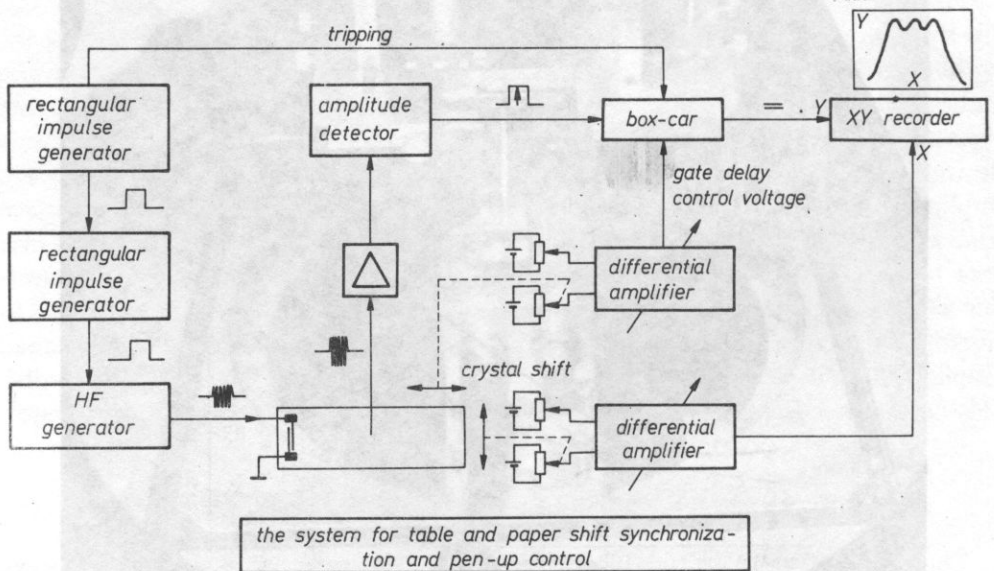 tripping
Y
X
rectangular
impulse
generator
amplitude
detector
box-car
=
Y
XY recorder
X
gate delay
control voltage
rectangular
impulse
generator
differential
amplifier
crystal shift
HF
generator
differential
amplifier
the system for table and paper shift synchroniza-
tion and pen-up control